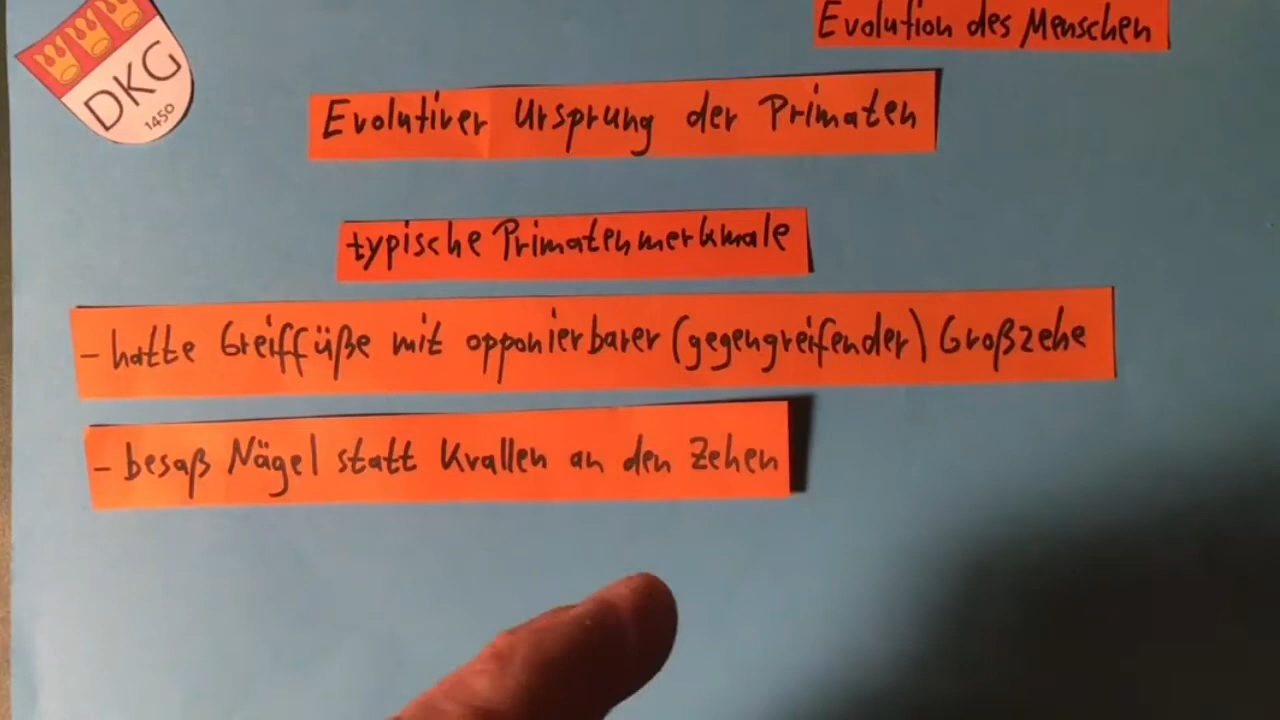 DKG
1450
Evolution des Menschen
Evolutiver Ursprung der Primaten
typische Primatenmerkmale
- hatte Greiffüße mit opponierbarer (gegengreifender) Großzehe
- besaß Nägel statt Krallen an den Zehen